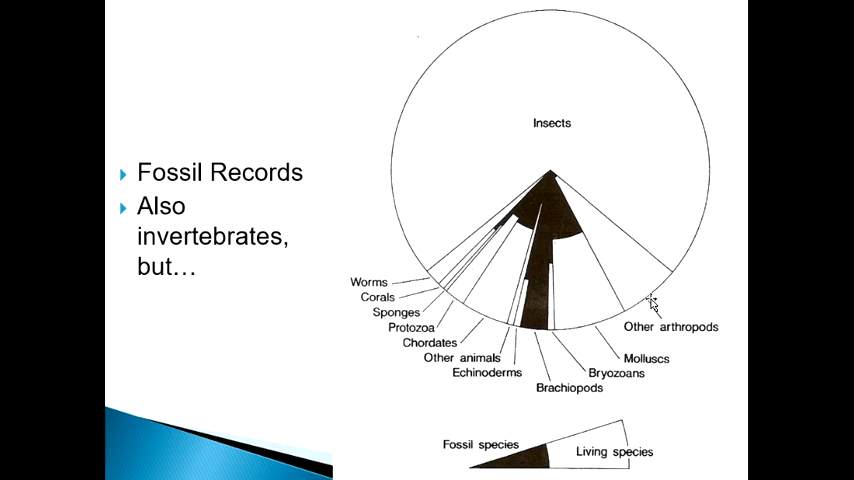 Fossil Records
Also
invertebrates,
but…
Insects
Worms
Corals
Sponges
Protozoa
Chordates
Other animals
Echinoderms
Brachiopods
Bryozoans
Molluscs
Other arthropods
Fossil species
Living species